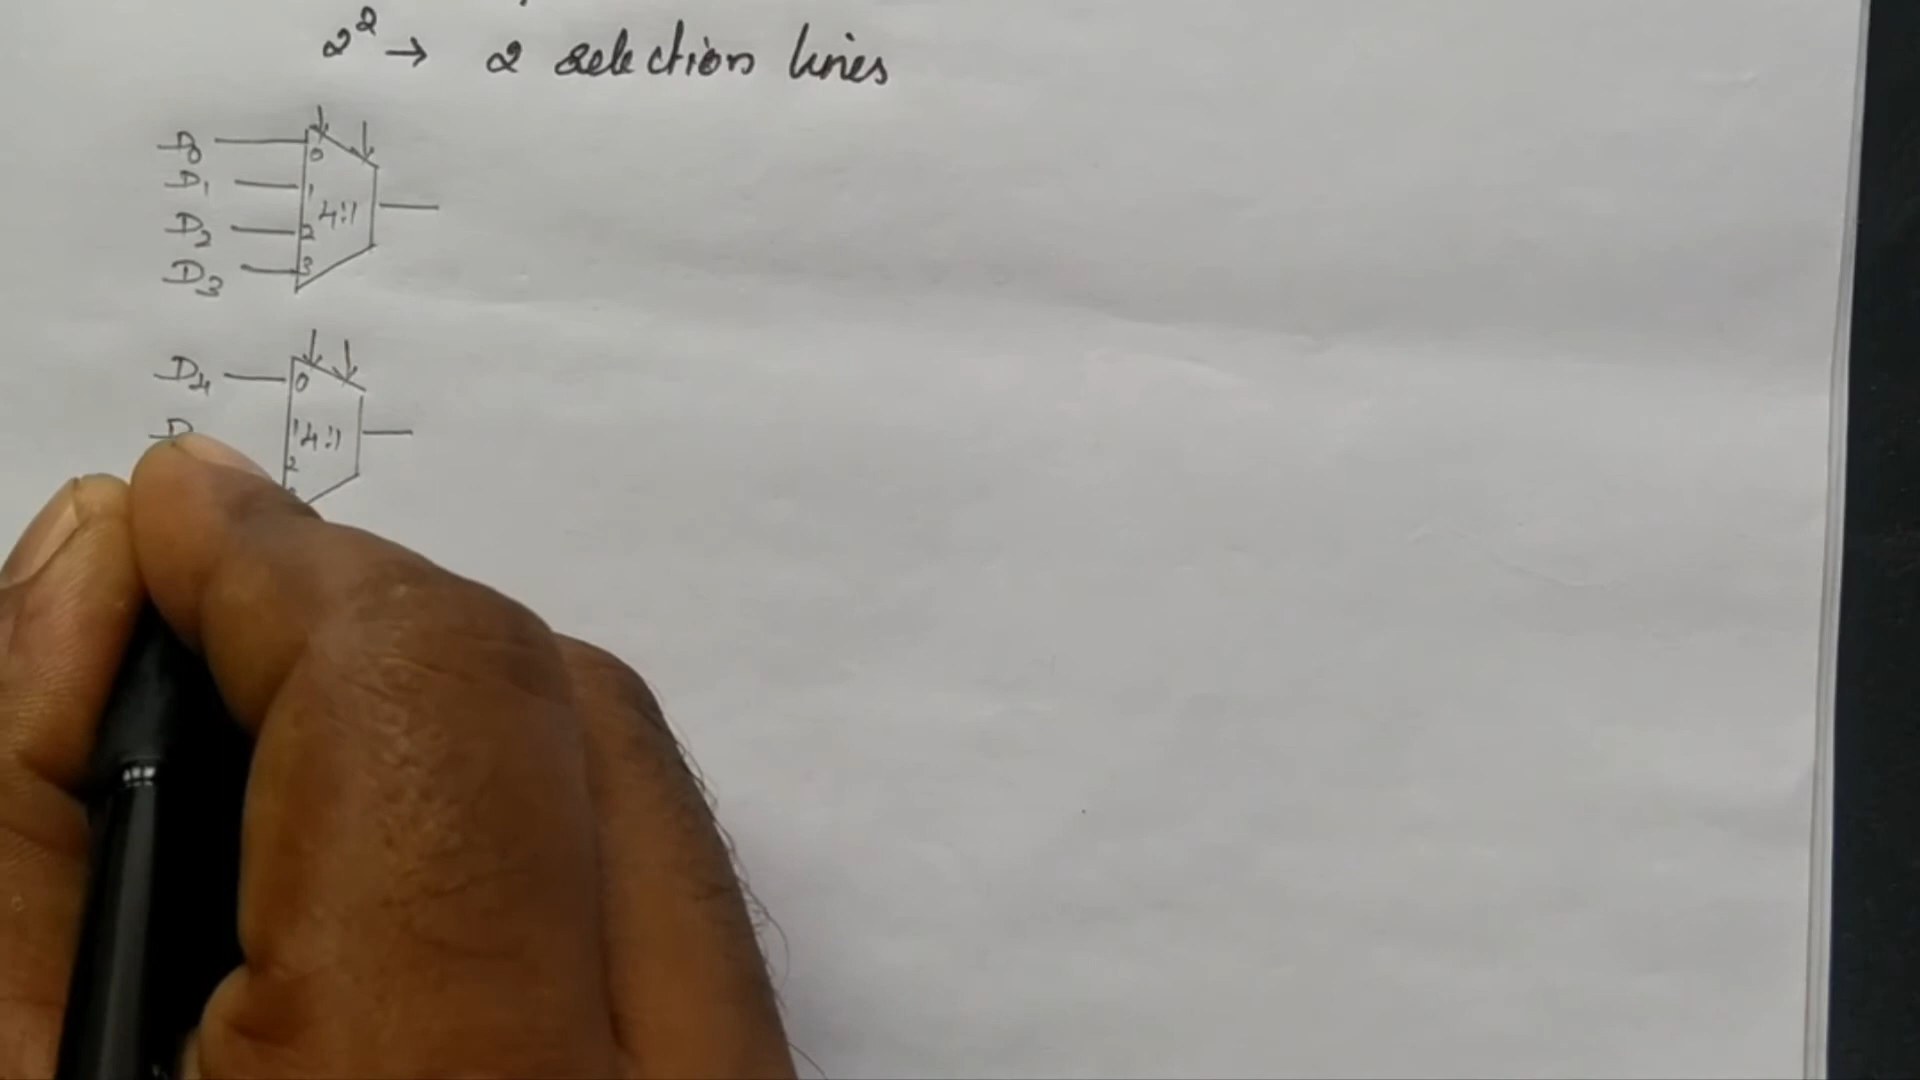 2² → 2 selection lines
D0 0
D1 1
4:1
D2 2
D3 3
D4 0
D 1 4:1
2